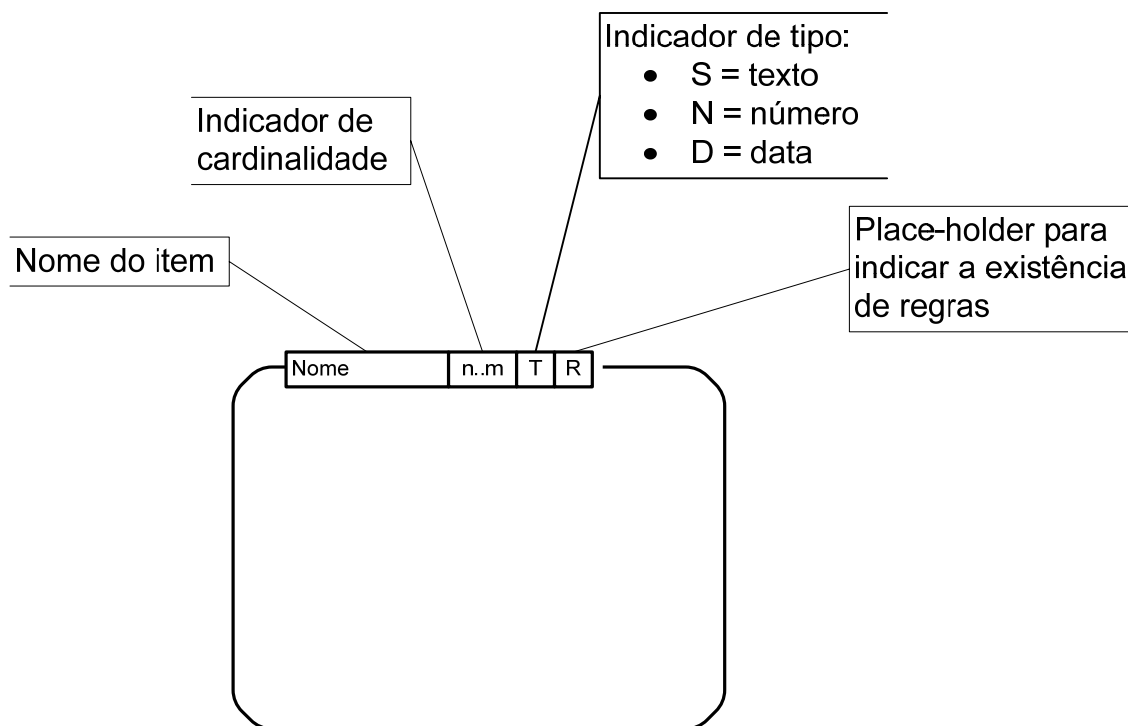 Indicador de tipo:
• S = texto
• N = número
• D = data
Indicador de
cardinalidade
Place-holder para
indicar a existência
de regras
Nome do item
Nome n..m T R